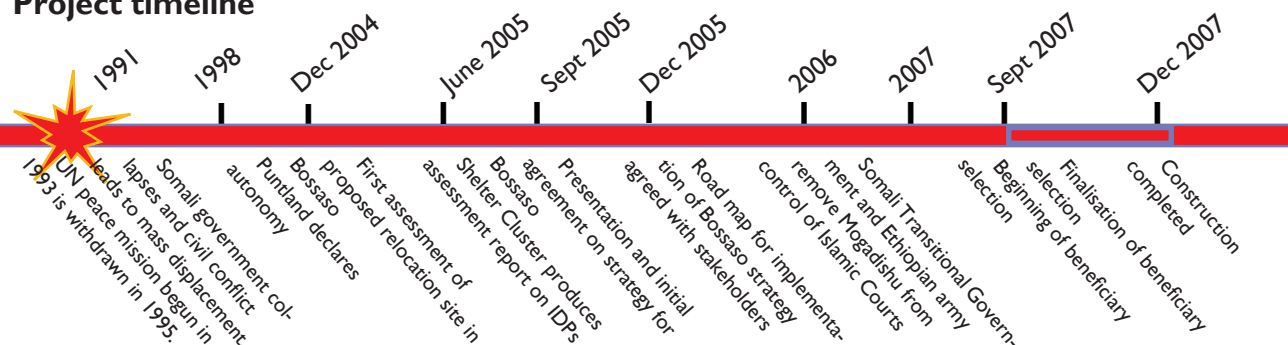 Project timeline
1991
1998
Dec 2004
June 2005
Sept 2005
Dec 2005
2006
2007
Sept 2007
Dec 2007
Somali government col-
lapses and civil conflict
leads to mass displacement
UN peace mission begun in
1993 is withdrawn in 1995.
Puntland declares
autonomy
First assessment of
proposed relocation site in
Bossaso
Shelter Cluster produces
assessment report on IDPs
Presentation and initial
agreement on strategy for
Bossaso
Road map for implementa-
tion of Bossaso strategy
agreed with stakeholders
Somali Transitional Govern-
ment and Ethiopian army
remove Mogadishu from
control of Islamic Courts
Beginning of beneficiary
selection
Finalisation of beneficiary
selection
Construction
completed